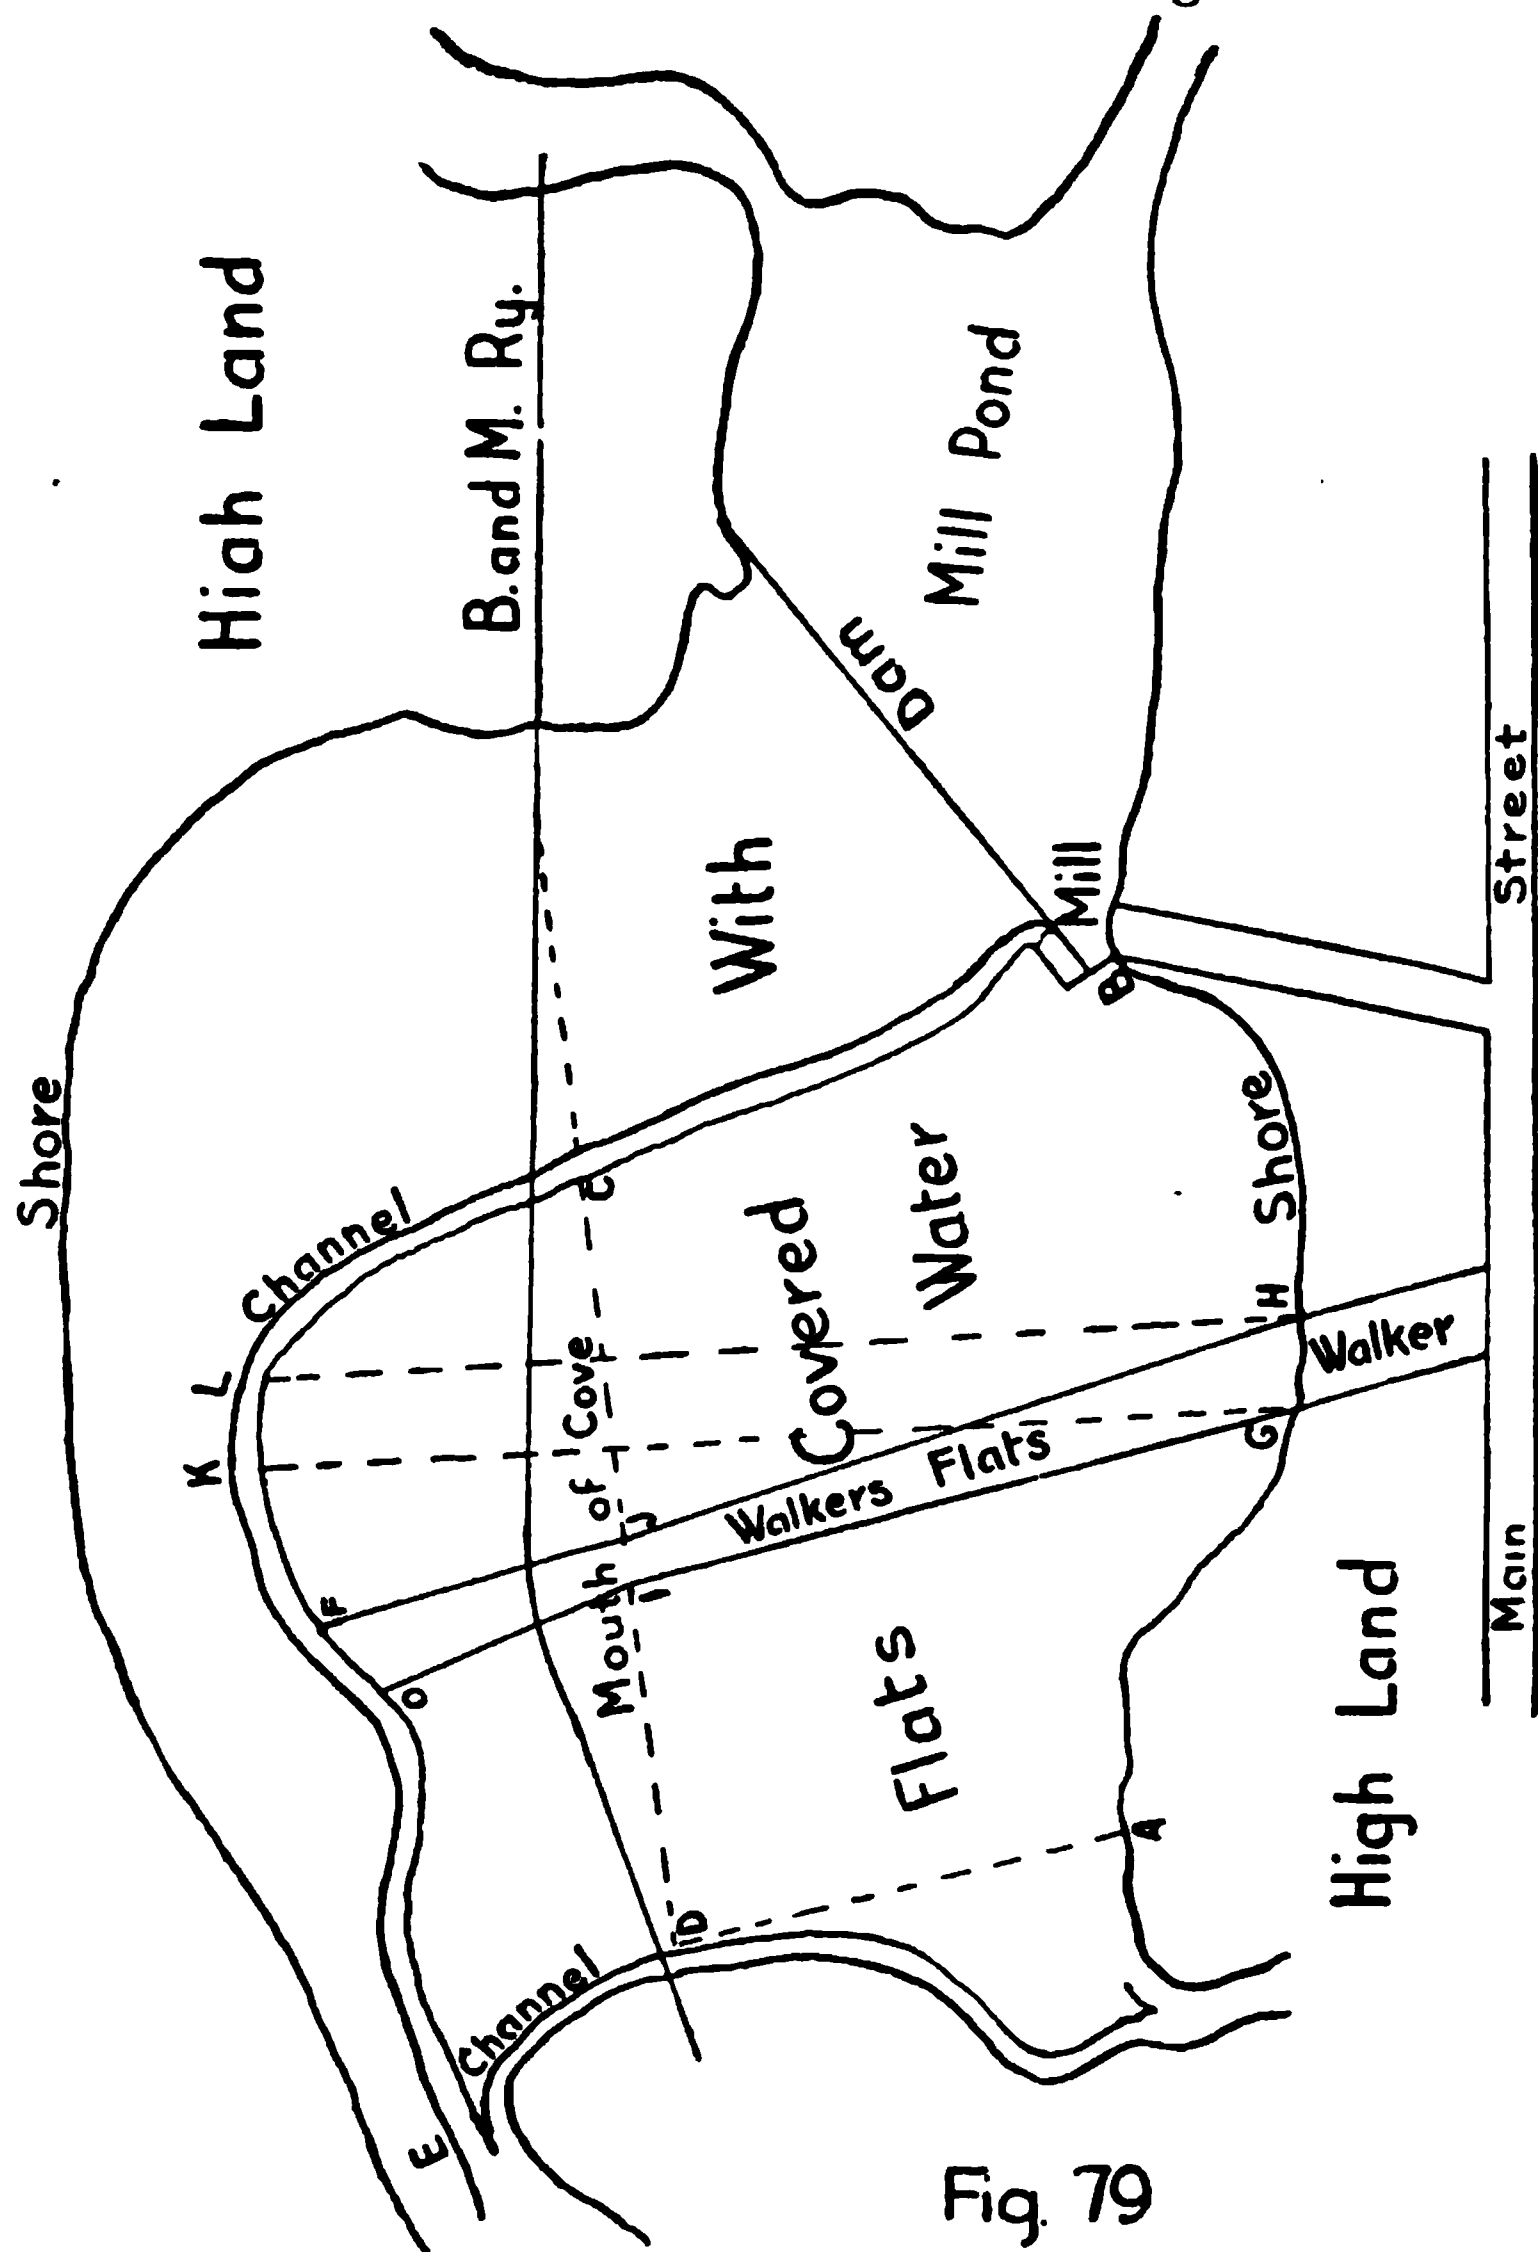 Shore
Hiah Land
B. and M. Ry.
Channel
L
K
F
O
E
Channel
Mouth of Cove
C
J
I
D
With
Covered
Water
Flats
Walkers Flats
Dam
Mill Pond
Mill
B
Shore
H
G
A
Walker
High Land
Main Street
Fig. 79